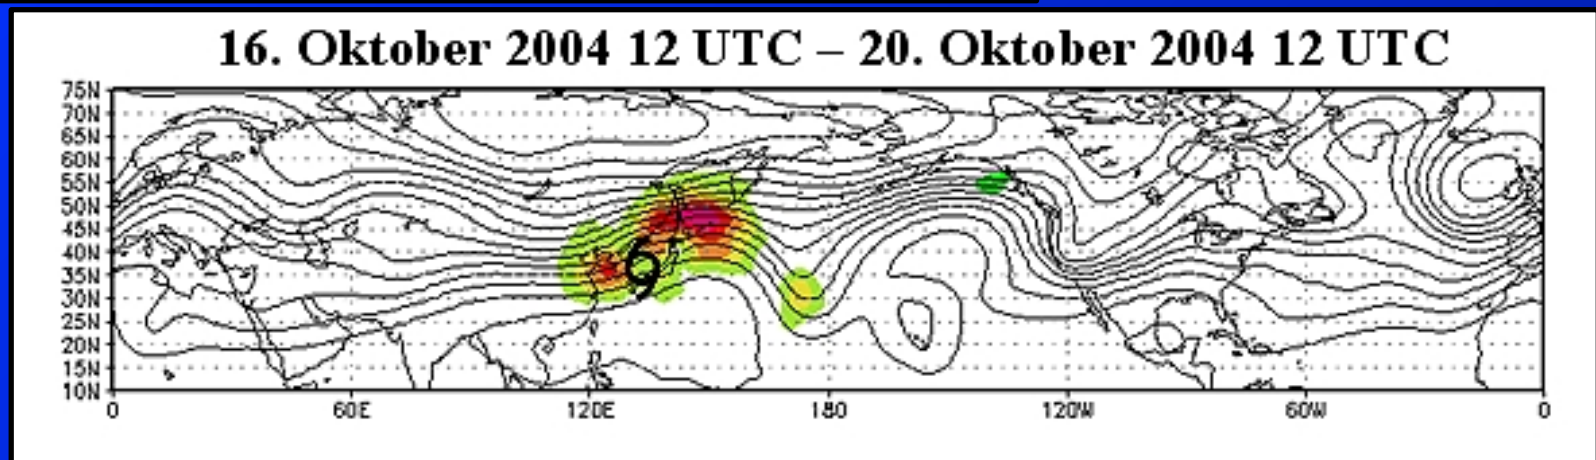 16. Oktober 2004 12 UTC – 20. Oktober 2004 12 UTC
75N
70N
65N
60N
55N
50N
45N
40N
35N
30N
25N
20N
15N
10N
0 60E 120E 180 120W 60W 0